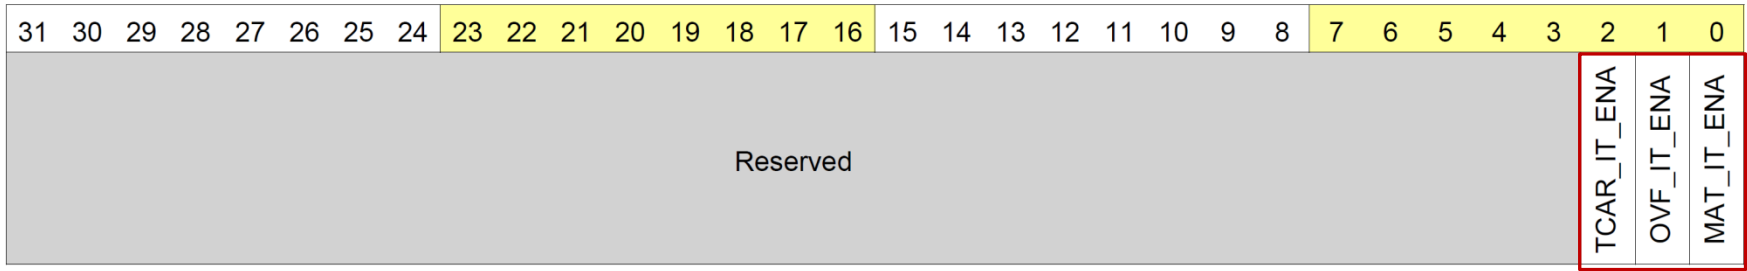 31 30 29 28 27 26 25 24 23 22 21 20 19 18 17 16 15 14 13 12 11 10 9 8 7 6 5 4 3 2 1 0
Reserved
TCAR_IT_ENA
OVF_IT_ENA
MAT_IT_ENA